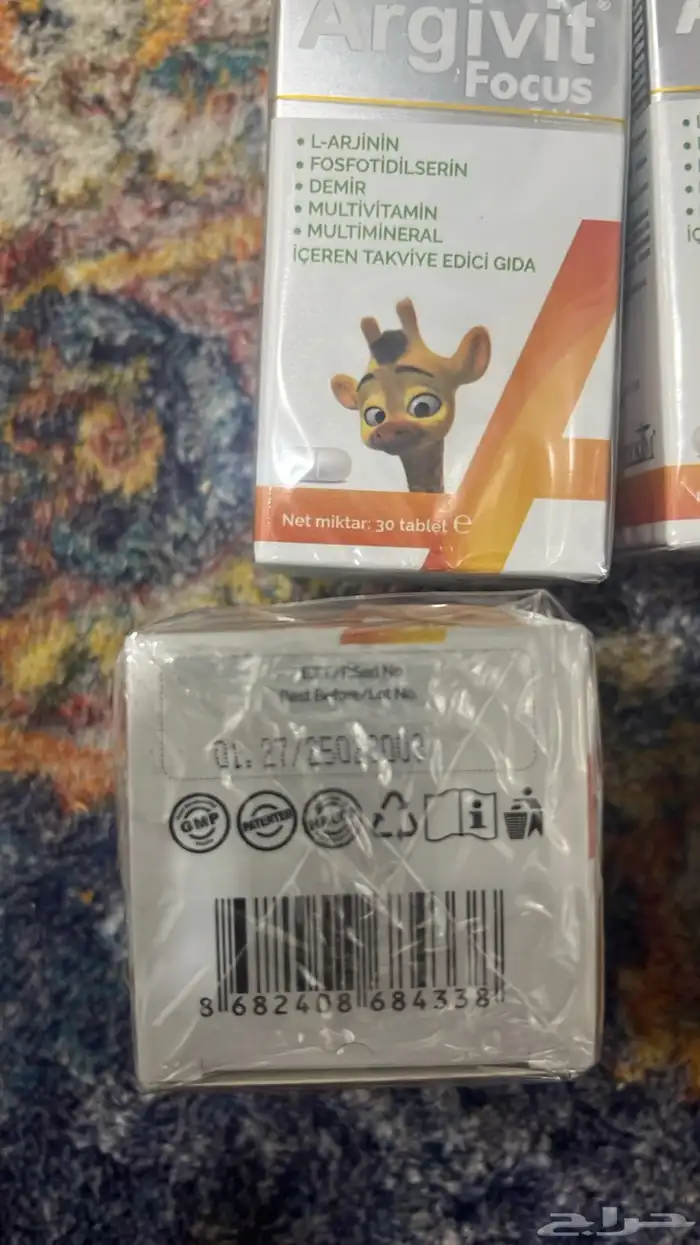 Argivit®
Focus
• L-ARJİNİN
• FOSFOTİDİLSERİN
• DEMİR
• MULTİVİTAMİN
• MULTİMİNERAL
İÇEREN TAKVİYE EDİCİ GIDA
Net miktar: 30 tablet e
Best Before/Lot No
01. 27/
GMP
PATENTED
8 682408 684338
حراج